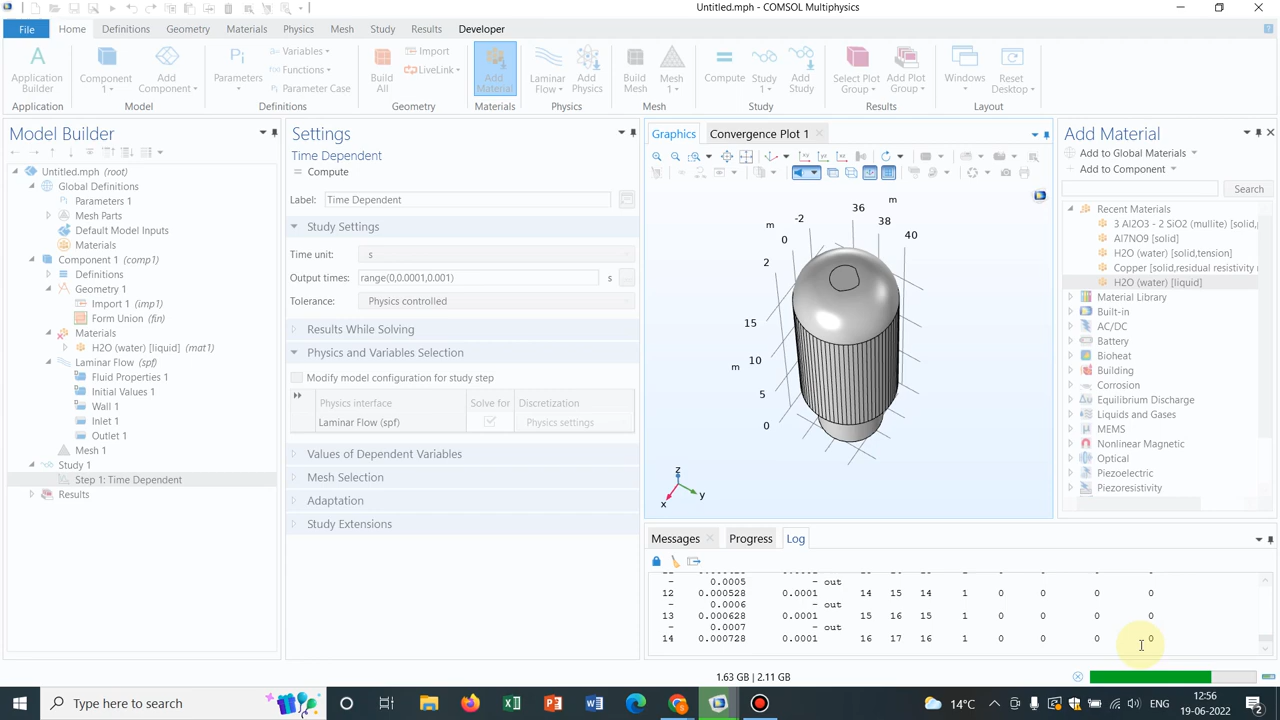 Untitled.mph - COMSOL Multiphysics
File Home Definitions Geometry Materials Physics Mesh Study Results Developer
Application Builder
Application
Component 1
Add Component
Model
Parameters
Variables
Functions
Parameter Case
Definitions
Build All
Import
LiveLink
Geometry
Add Material
Materials
Laminar Flow
Add Physics
Physics
Build Mesh
Mesh 1
Mesh
Compute
Study 1
Add Study
Study
Select Plot Group
Add Plot Group
Results
Windows
Reset Desktop
Layout
Model Builder
Untitled.mph (root)
Global Definitions
Parameters 1
Mesh Parts
Default Model Inputs
Materials
Component 1 (comp1)
Definitions
Geometry 1
Import 1 (imp1)
Form Union (fin)
Materials
H2O (water) [liquid] (mat1)
Laminar Flow (spf)
Fluid Properties 1
Initial Values 1
Wall 1
Inlet 1
Outlet 1
Mesh 1
Study 1
Step 1: Time Dependent
Results
Settings
Time Dependent
= Compute
Label: Time Dependent
Study Settings
Time unit: s
Output times: range(0,0.0001,0.001) s
Tolerance: Physics controlled
Results While Solving
Physics and Variables Selection
Modify model configuration for study step
Physics interface Solve for Discretization
Laminar Flow (spf) Physics settings
Values of Dependent Variables
Mesh Selection
Adaptation
Study Extensions
Graphics Convergence Plot 1
m
36
-2
38
m
0
40
2
15
10
m
5
0
z
y
x
Messages Progress Log
- 0.0005 - out
12 0.000528 0.0001 14 15 14 1 0 0 0 0
- 0.0006 - out
13 0.000628 0.0001 15 16 15 1 0 0 0 0
- 0.0007 - out
14 0.000728 0.0001 16 17 16 1 0 0 0 0
1.63 GB | 2.11 GB
Add Material
Add to Global Materials
Add to Component
Search
Recent Materials
3 Al2O3 - 2 SiO2 (mullite) [solid,
Al7NO9 [solid]
H2O (water) [solid,tension]
Copper [solid,residual resistivity
H2O (water) [liquid]
Material Library
Built-in
AC/DC
Battery
Bioheat
Building
Corrosion
Equilibrium Discharge
Liquids and Gases
MEMS
Nonlinear Magnetic
Optical
Piezoelectric
Piezoresistivity
Type here to search
14°C
ENG
12:56
19-06-2022
2